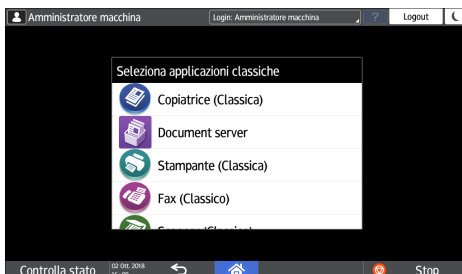 Amministratore macchina
Login: Amministratore macchina
?
Logout
Seleziona applicazioni classiche
Copiatrice (Classica)
Document server
Stampante (Classica)
Fax (Classico)
Controlla stato
02 Ott. 2018
Stop